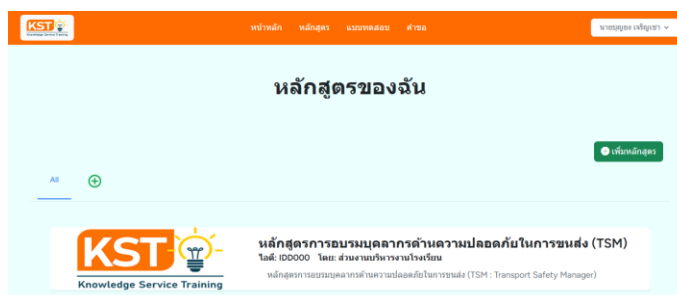 KST
Knowledge Service Training
หน้าหลัก หลักสูตร แบบทดสอบ คำขอ
นายบุญยง เจริญเชา
หลักสูตรของฉัน
เพิ่มหลักสูตร
All
KST
Knowledge Service Training
หลักสูตรการอบรมบุคลากรด้านความปลอดภัยในการขนส่ง (TSM)
ไอดี: IDD000 โดย: ส่วนงานบริหารงานโรงเรียน
หลักสูตรการอบรมบุคลากรด้านความปลอดภัยในการขนส่ง (TSM : Transport Safety Manager)